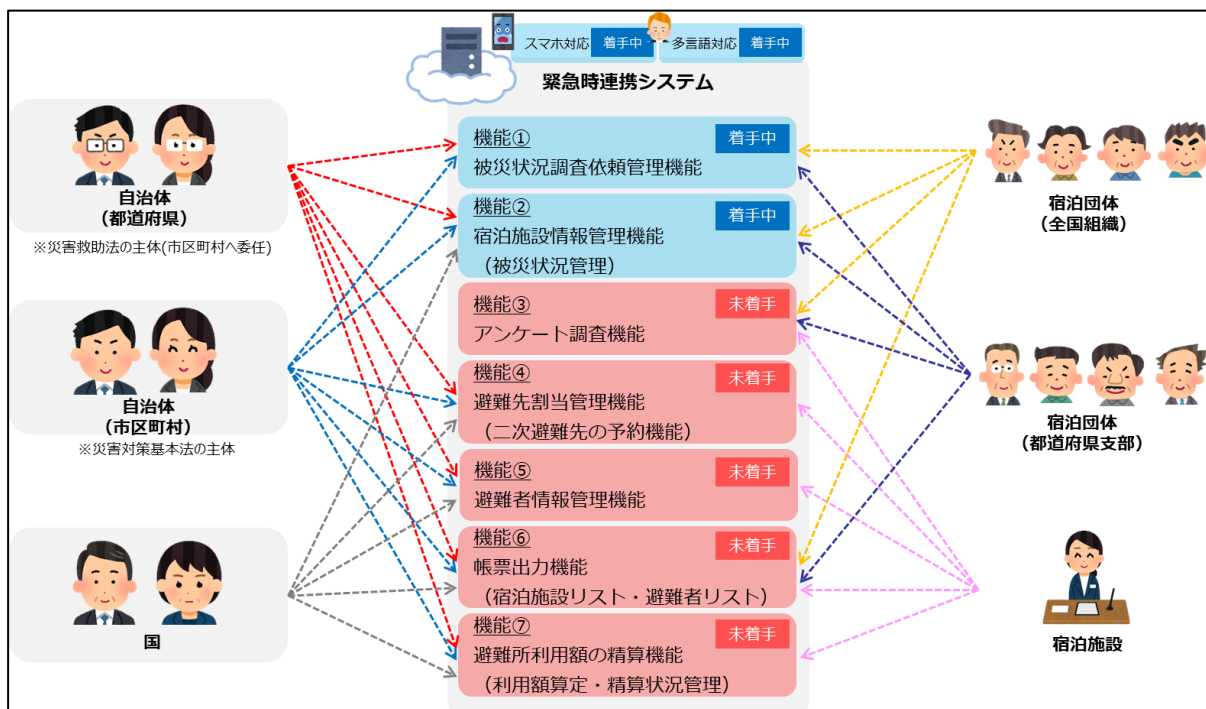 スマホ対応 着手中
多言語対応 着手中
緊急時連携システム
自治体
(都道府県)
※災害救助法の主体(市区町村へ委任)
自治体
(市区町村)
※災害対策基本法の主体
国
機能①
着手中
被災状況調査依頼管理機能
機能②
着手中
宿泊施設情報管理機能
(被災状況管理)
機能③
未着手
アンケート調査機能
機能④
未着手
避難先割当管理機能
(二次避難先の予約機能)
機能⑤
未着手
避難者情報管理機能
機能⑥
未着手
帳票出力機能
(宿泊施設リスト・避難者リスト)
機能⑦
未着手
避難所利用額の精算機能
(利用額算定・精算状況管理)
宿泊団体
(全国組織)
宿泊団体
(都道府県支部)
宿泊施設